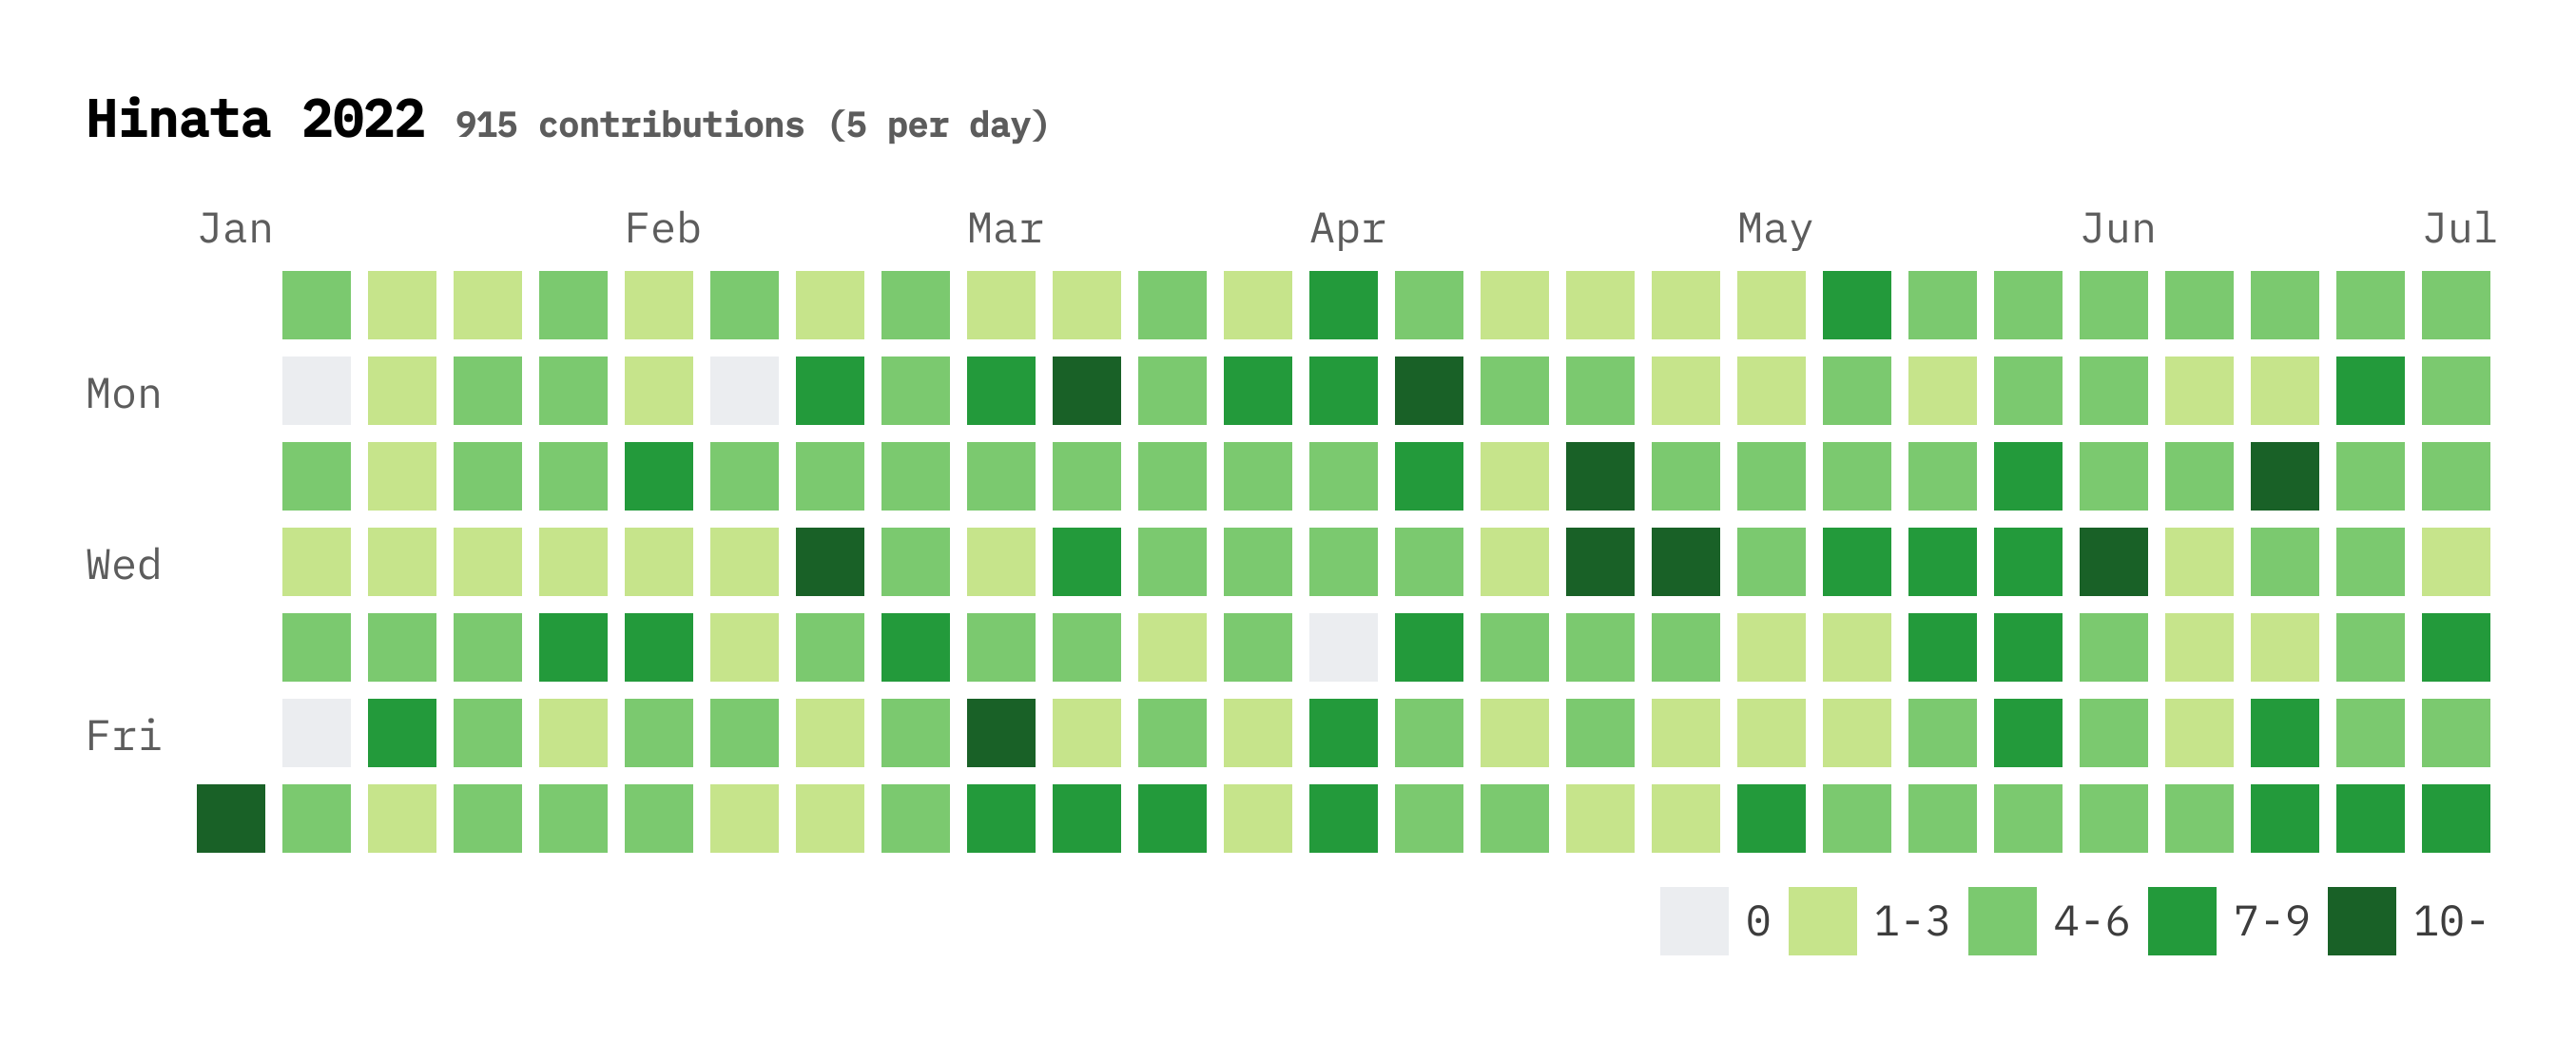 Hinata 2022 915 contributions (5 per day)
Jan Feb Mar Apr May Jun Jul
Mon
Wed
Fri
0 1-3 4-6 7-9 10-